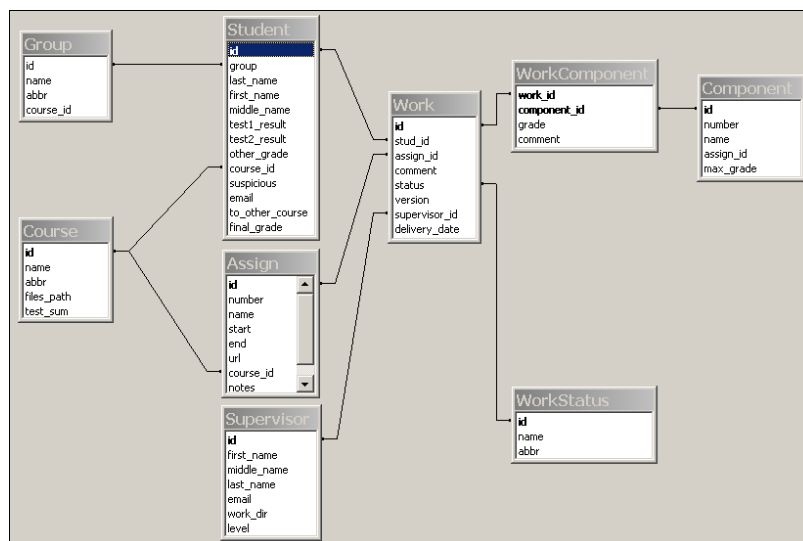 Group
id
name
abbr
course_id
Student
id
group
last_name
first_name
middle_name
test1_result
test2_result
other_grade
course_id
suspicious
email
to_other_course
final_grade
Work
id
stud_id
assign_id
comment
status
version
supervisor_id
delivery_date
WorkComponent
work_id
component_id
grade
comment
Component
id
number
name
assign_id
max_grade
Course
id
name
abbr
files_path
test_sum
Assign
id
number
name
start
end
url
course_id
notes
Supervisor
id
first_name
middle_name
last_name
email
work_dir
level
WorkStatus
id
name
abbr